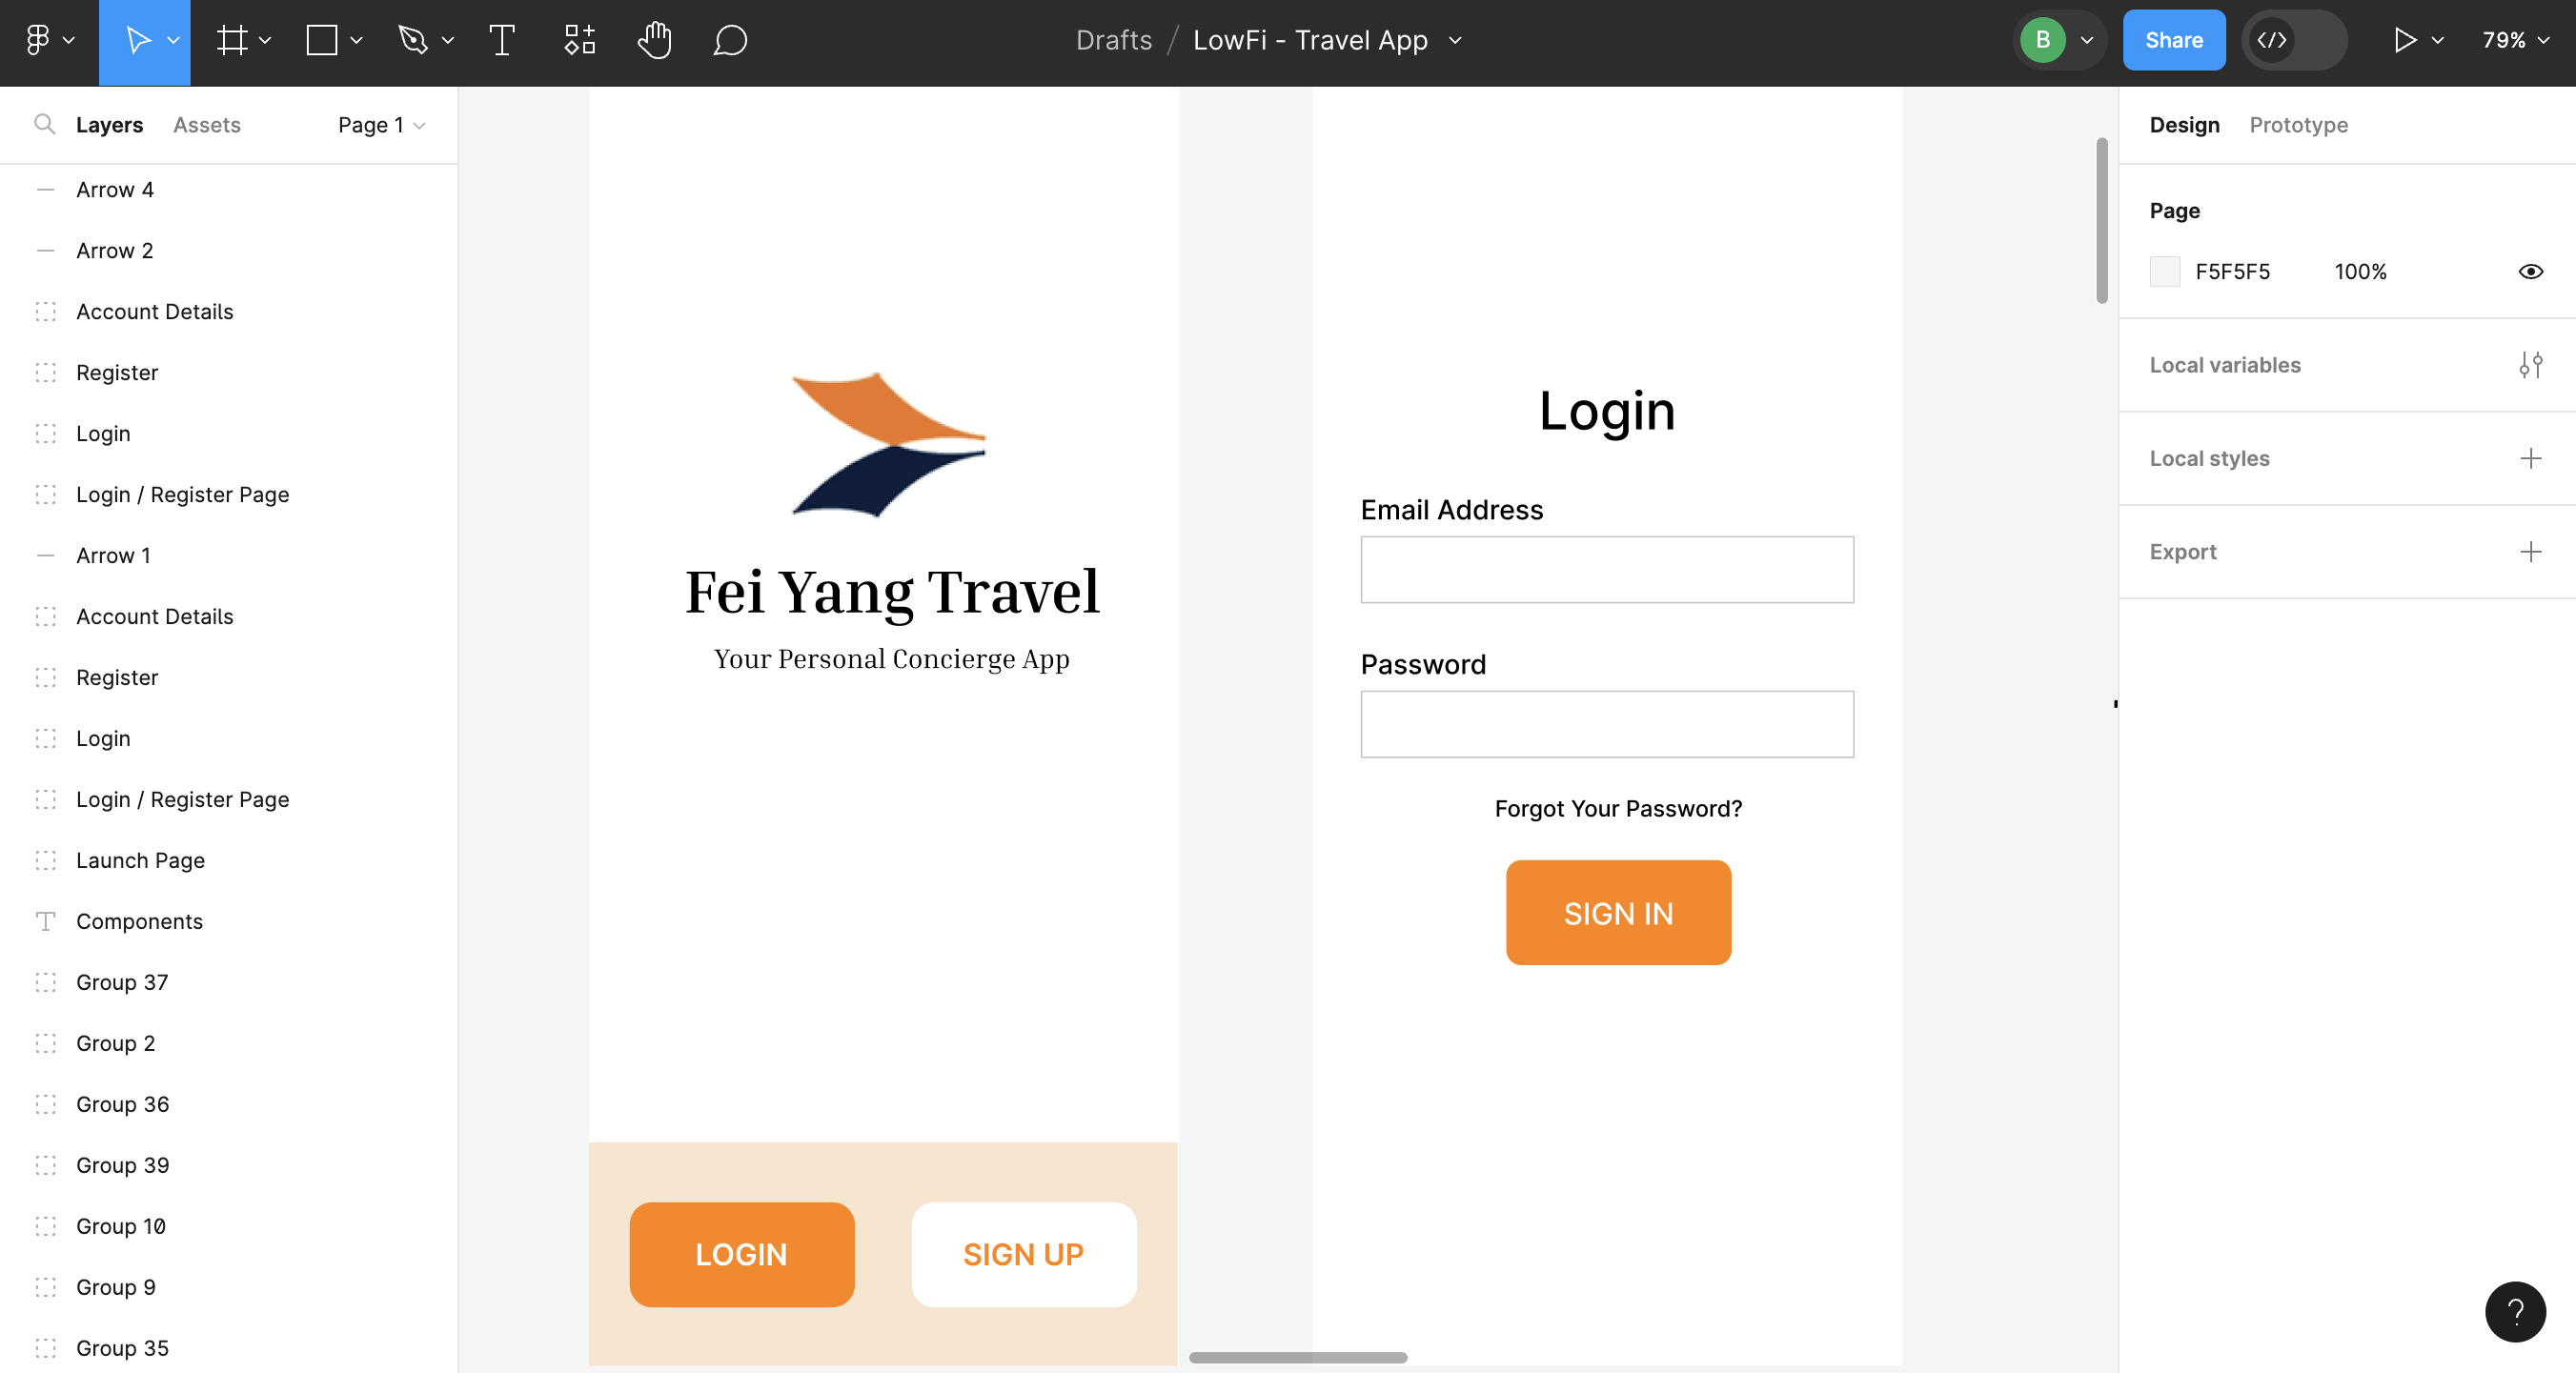 Drafts / LowFi - Travel App
B
Share
79%
Layers
Assets
Page 1
Arrow 4
Arrow 2
Account Details
Register
Login
Login / Register Page
Arrow 1
Account Details
Register
Login
Login / Register Page
Launch Page
Components
Group 37
Group 2
Group 36
Group 39
Group 10
Group 9
Group 35
Fei Yang Travel
Your Personal Concierge App
LOGIN
SIGN UP
Login
Email Address
Password
Forgot Your Password?
SIGN IN
Design
Prototype
Page
F5F5F5
100%
Local variables
Local styles
Export
?